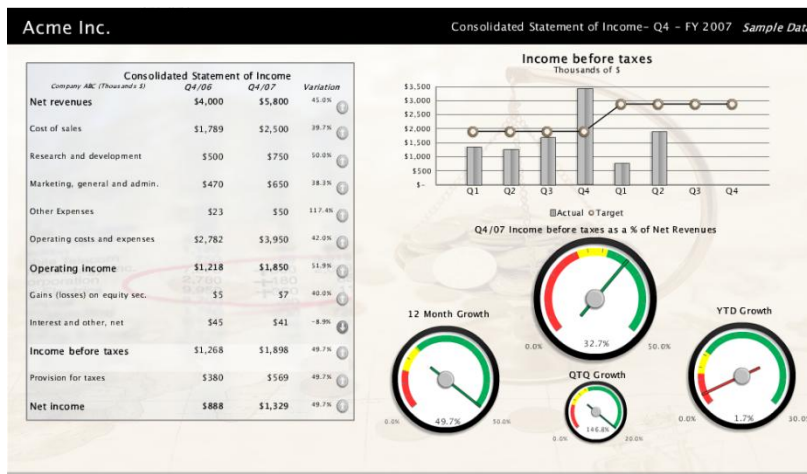 Acme Inc.
Consolidated Statement of Income- Q4 - FY 2007 Sample Data
Consolidated Statement of Income
Company ABC (Thousands $) Q4/06 Q4/07 Variation
Net revenues $4,000 $5,800 45.0%
Cost of sales $1,789 $2,500 39.7%
Research and development $500 $750 50.0%
Marketing, general and admin. $470 $650 38.3%
Other Expenses $23 $50 117.4%
Operating costs and expenses $2,782 $3,950 42.0%
Operating income $1,218 $1,850 51.9%
Gains (losses) on equity sec. $5 $7 40.0%
Interest and other, net $45 $41 -8.9%
Income before taxes $1,268 $1,898 49.7%
Provision for taxes $380 $569 49.7%
Net income $888 $1,329 49.7%
Income before taxes
Thousands of $
$3,500
$3,000
$2,500
$2,000
$1,500
$1,000
$500
$-
Q1 Q2 Q3 Q4 Q1 Q2 Q3 Q4
Actual Target
Q4/07 Income before taxes as a % of Net Revenues
0.0% 32.7% 50.0%
12 Month Growth
0.0% 49.7% 50.0%
QTQ Growth
0.0% 146.8% 20.0%
YTD Growth
0.0% 1.7% 30.0